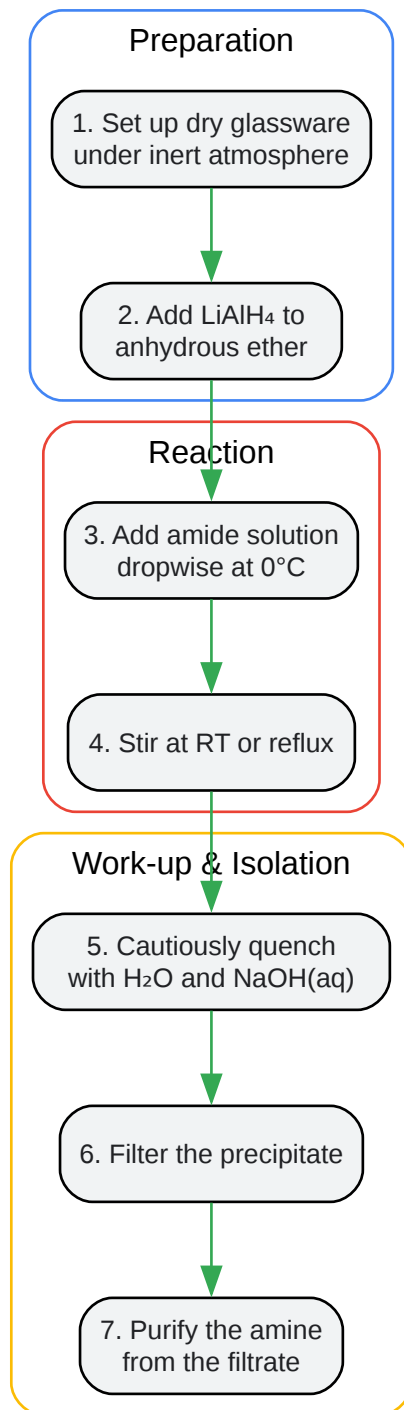 Preparation
1. Set up dry glassware
under inert atmosphere
2. Add LiAlH₄ to
anhydrous ether
Reaction
3. Add amide solution
dropwise at 0°C
4. Stir at RT or reflux
Work-up & Isolation
5. Cautiously quench
with H₂O and NaOH(aq)
6. Filter the precipitate
7. Purify the amine
from the filtrate